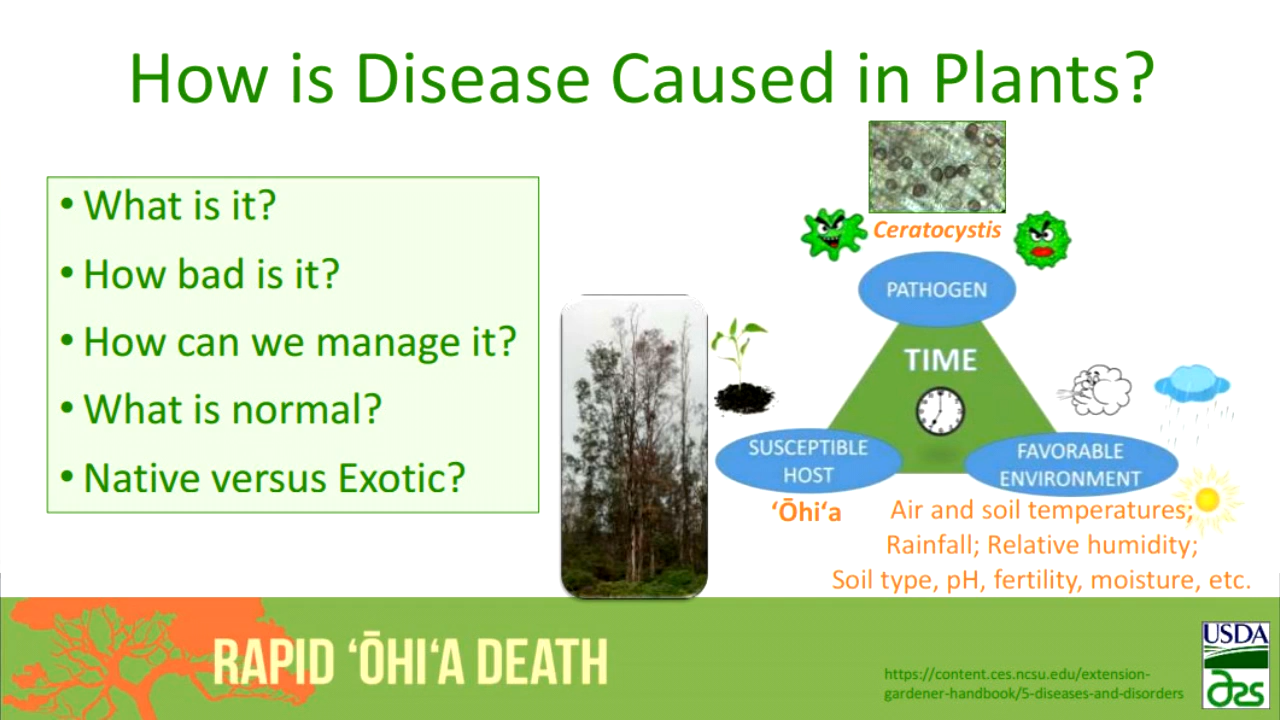 How is Disease Caused in Plants?
• What is it?
• How bad is it?
• How can we manage it?
• What is normal?
• Native versus Exotic?
Ceratocystis
PATHOGEN
TIME
SUSCEPTIBLE
HOST
FAVORABLE
ENVIRONMENT
ʻŌhiʻa
Air and soil temperatures;
Rainfall; Relative humidity;
Soil type, pH, fertility, moisture, etc.
RAPID ʻŌHIʻA DEATH
https://content.ces.ncsu.edu/extension-
gardener-handbook/5-diseases-and-disorders
USDA
ars